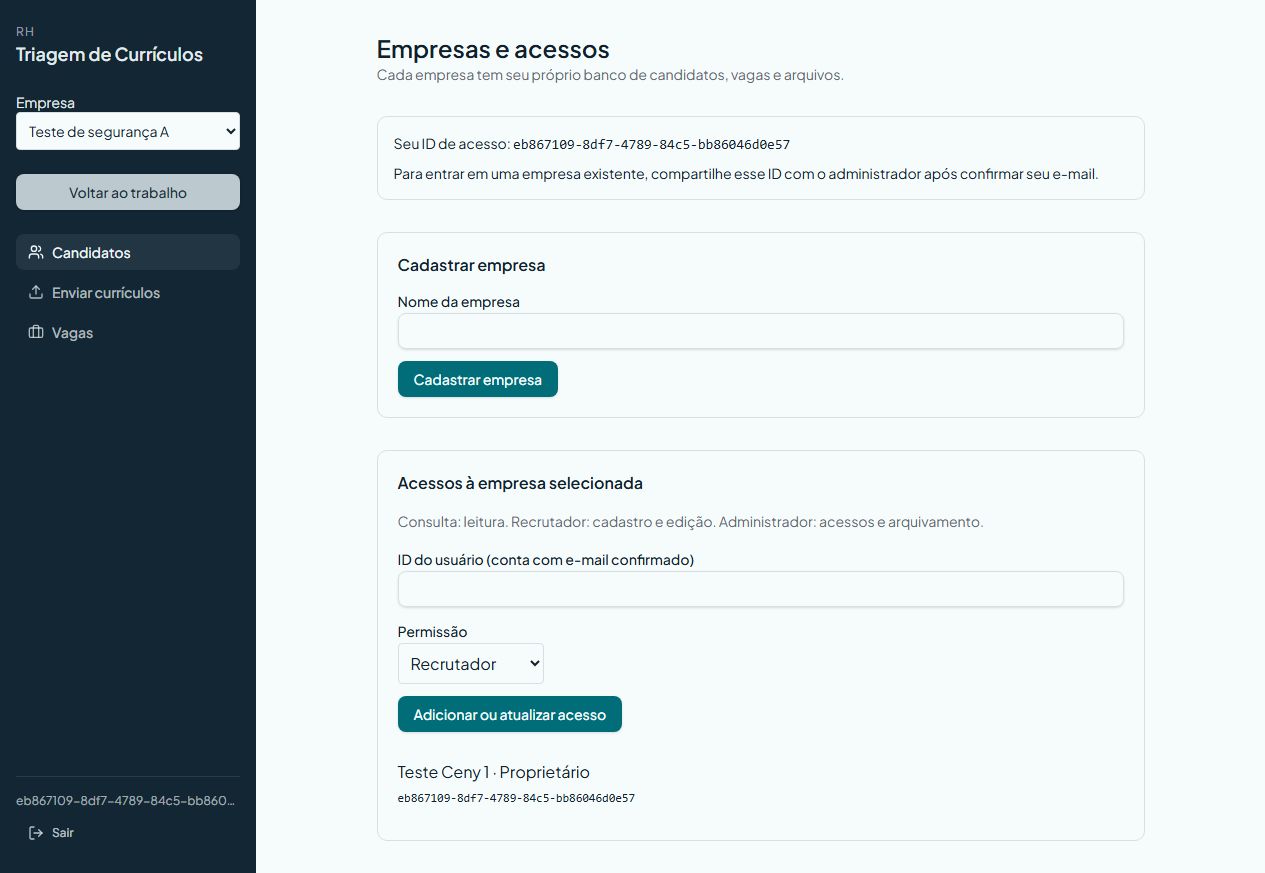 RH
Triagem de Currículos
Empresa
Teste de segurança A
Voltar ao trabalho
Candidatos
Enviar currículos
Vagas
eb867109-8df7-4789-84c5-bb860...
Sair
Empresas e acessos
Cada empresa tem seu próprio banco de candidatos, vagas e arquivos.
Seu ID de acesso: eb867109-8df7-4789-84c5-bb86046d0e57
Para entrar em uma empresa existente, compartilhe esse ID com o administrador após confirmar seu e-mail.
Cadastrar empresa
Nome da empresa
Cadastrar empresa
Acessos à empresa selecionada
Consulta: leitura. Recrutador: cadastro e edição. Administrador: acessos e arquivamento.
ID do usuário (conta com e-mail confirmado)
Permissão
Recrutador
Adicionar ou atualizar acesso
Teste Ceny 1 · Proprietário
eb867109-8df7-4789-84c5-bb86046d0e57